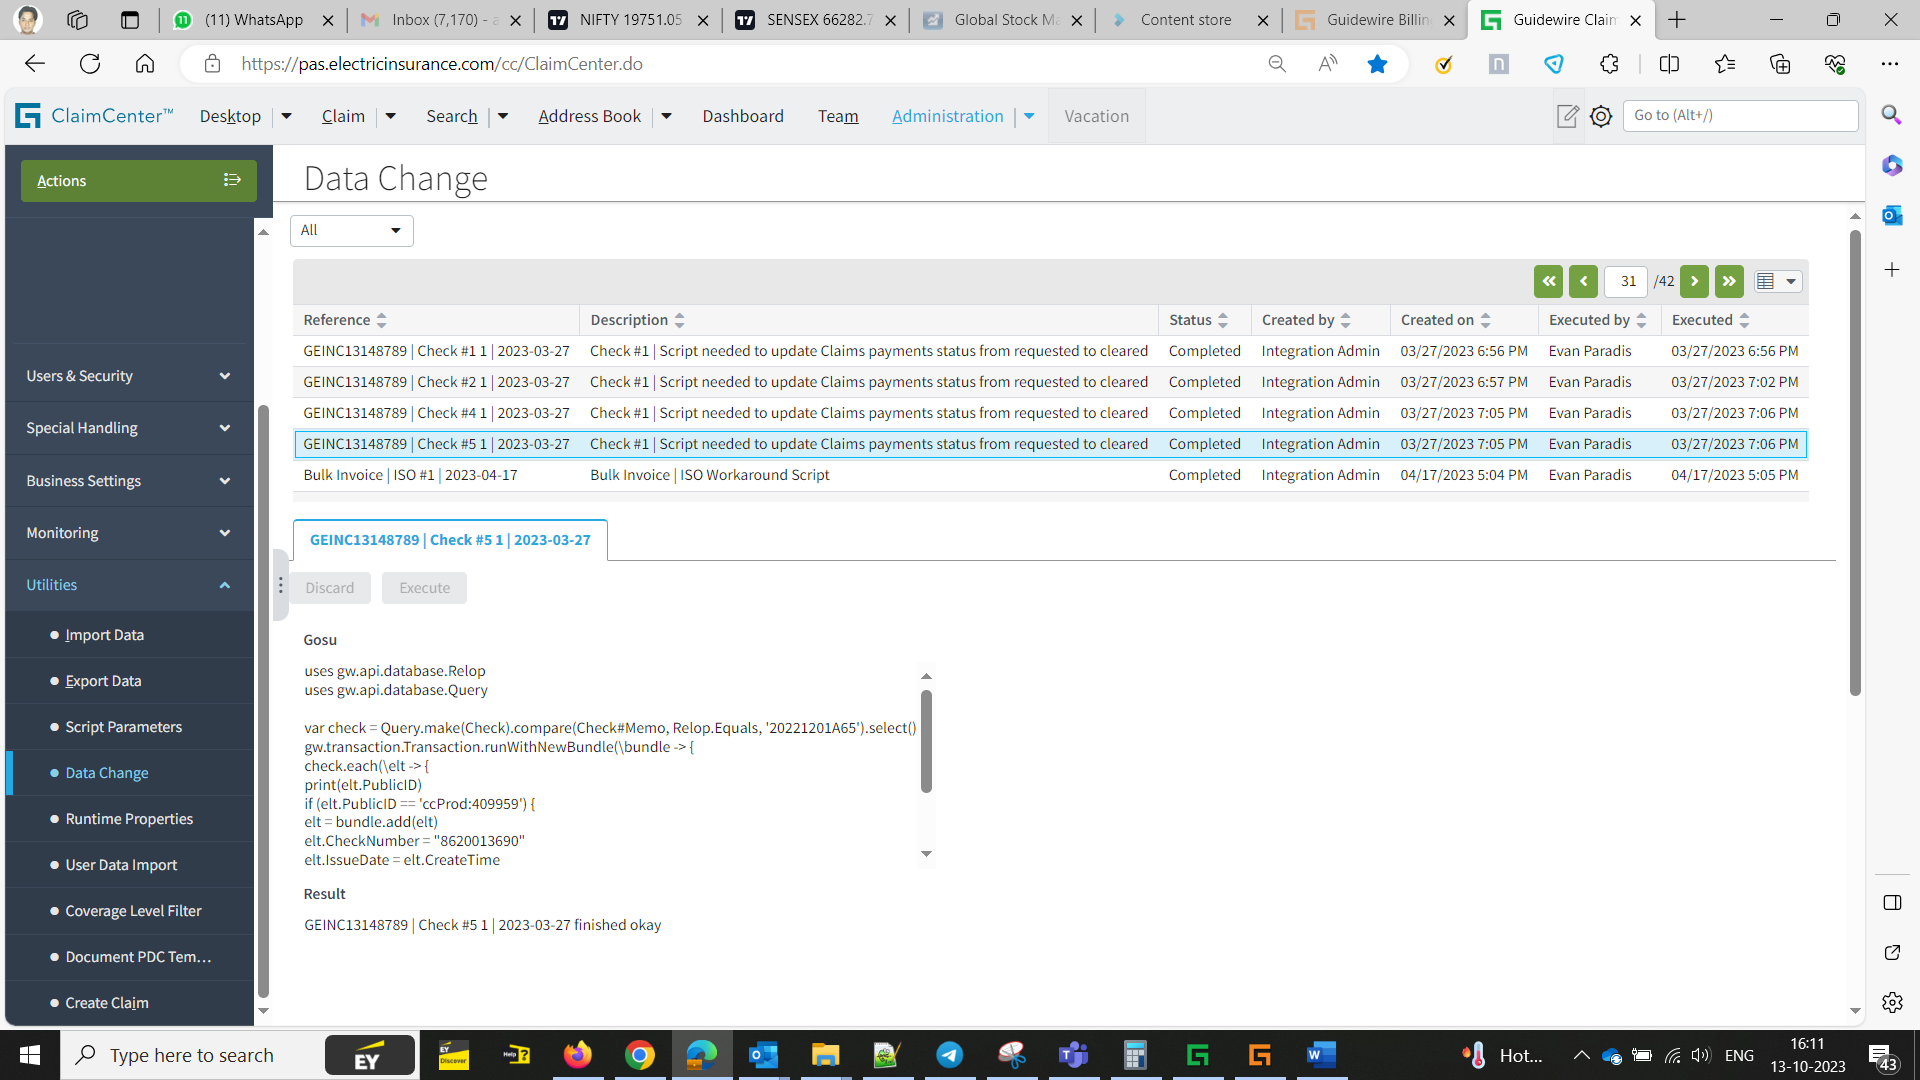 (11) WhatsApp
Inbox (7,170) - a
NIFTY 19751.05
SENSEX 66282.7
Global Stock Ma
Content store
Guidewire Billin
Guidewire Claim
https://pas.electricinsurance.com/cc/ClaimCenter.do
ClaimCenter™ Desktop Claim Search Address Book Dashboard Team Administration Vacation Go to (Alt+/)
Actions
Data Change
All
31 /42
Reference Description Status Created by Created on Executed by Executed
GEINC13148789 | Check #1 1 | 2023-03-27 Check #1 | Script needed to update Claims payments status from requested to cleared Completed Integration Admin 03/27/2023 6:56 PM Evan Paradis 03/27/2023 6:56 PM
GEINC13148789 | Check #2 1 | 2023-03-27 Check #1 | Script needed to update Claims payments status from requested to cleared Completed Integration Admin 03/27/2023 6:57 PM Evan Paradis 03/27/2023 7:02 PM
GEINC13148789 | Check #4 1 | 2023-03-27 Check #1 | Script needed to update Claims payments status from requested to cleared Completed Integration Admin 03/27/2023 7:05 PM Evan Paradis 03/27/2023 7:06 PM
GEINC13148789 | Check #5 1 | 2023-03-27 Check #1 | Script needed to update Claims payments status from requested to cleared Completed Integration Admin 03/27/2023 7:05 PM Evan Paradis 03/27/2023 7:06 PM
Bulk Invoice | ISO #1 | 2023-04-17 Bulk Invoice | ISO Workaround Script Completed Integration Admin 04/17/2023 5:04 PM Evan Paradis 04/17/2023 5:05 PM
Users & Security
Special Handling
Business Settings
Monitoring
Utilities
Import Data
Export Data
Script Parameters
Data Change
Runtime Properties
User Data Import
Coverage Level Filter
Document PDC Tem...
Create Claim
GEINC13148789 | Check #5 1 | 2023-03-27
Discard Execute
Gosu
uses gw.api.database.Relop
uses gw.api.database.Query
var check = Query.make(Check).compare(Check#Memo, Relop.Equals, '20221201A65').select()
gw.transaction.Transaction.runWithNewBundle(\bundle -> {
check.each(\elt -> {
print(elt.PublicID)
if (elt.PublicID == 'ccProd:409959') {
elt = bundle.add(elt)
elt.CheckNumber = "8620013690"
elt.IssueDate = elt.CreateTime
Result
GEINC13148789 | Check #5 1 | 2023-03-27 finished okay
Type here to search
EY
EY Discover
Help ?
Hot...
ENG
16:11
13-10-2023
43